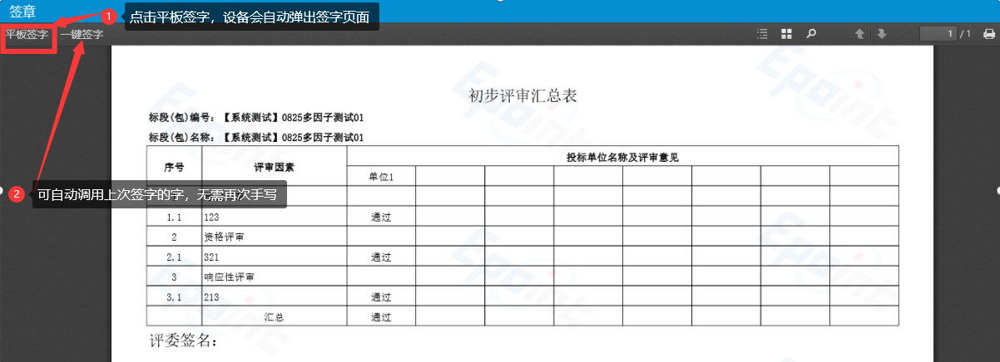 签章
1 点击平板签字，设备会自动弹出签字页面
平板签字 一键签字
1 / 1
初步评审汇总表
标段(包)编号：【系统测试】0825多因子测试01
标段(包)名称：【系统测试】0825多因子测试01
序号 评审因素 投标单位名称及评审意见
单位1
2 可自动调用上次签字的字，无需再次手写
1.1 123 通过
2 资格评审
2.1 321 通过
3 响应性评审
3.1 213 通过
汇总 通过
评委签名：
Epoint
Epoint
Epoint
Epoint
Epoint